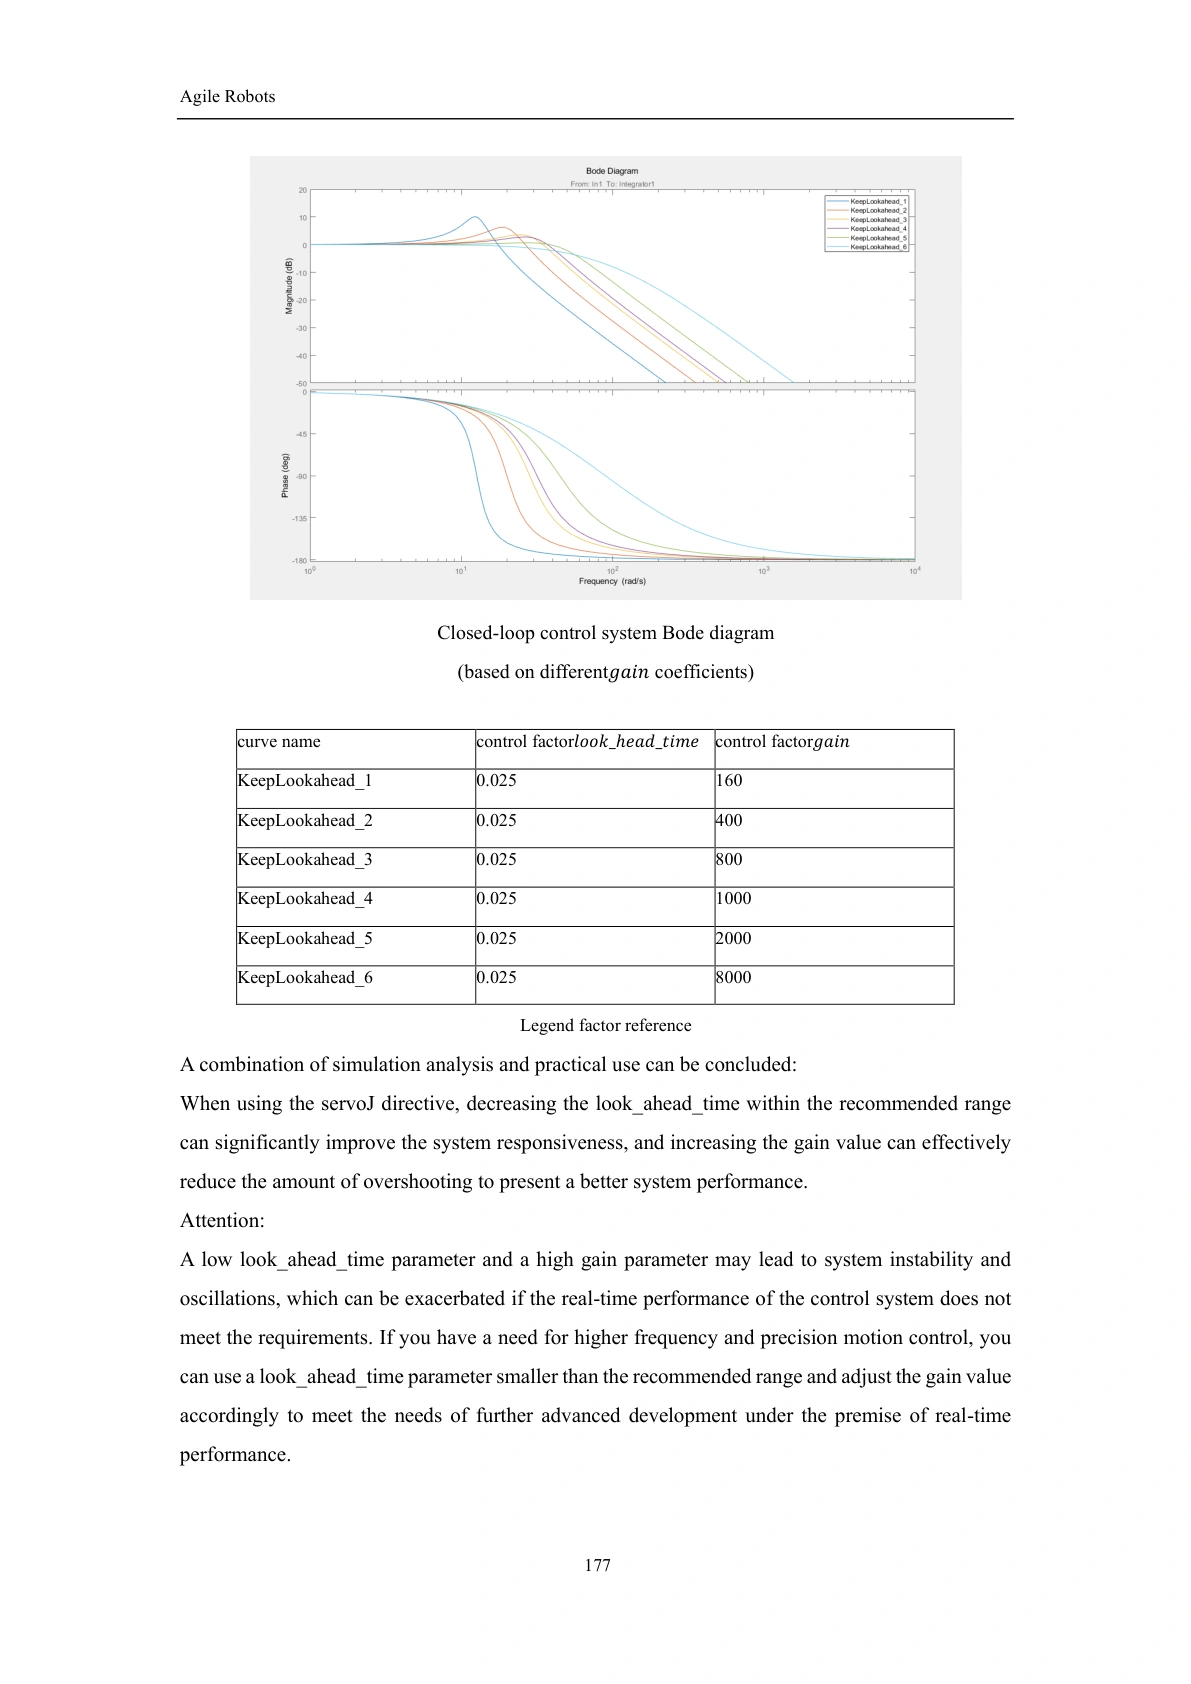 Agile Robots
Bode Diagram
From: In1 To: Integrator1
20
10
0
-10
-20
-30
-40
-50
Magnitude (dB)
KeepLookahead_1
KeepLookahead_2
KeepLookahead_3
KeepLookahead_4
KeepLookahead_5
KeepLookahead_6
0
-45
-90
-135
-180
Phase (deg)
10⁰ 10¹ 10² 10³ 10⁴
Frequency (rad/s)
Closed-loop control system Bode diagram
(based on differentgain coefficients)
curve name control factorlook_head_time control factorgain
KeepLookahead_1 0.025 160
KeepLookahead_2 0.025 400
KeepLookahead_3 0.025 800
KeepLookahead_4 0.025 1000
KeepLookahead_5 0.025 2000
KeepLookahead_6 0.025 8000
Legend factor reference
A combination of simulation analysis and practical use can be concluded:
When using the servoJ directive, decreasing the look_ahead_time within the recommended range
can significantly improve the system responsiveness, and increasing the gain value can effectively
reduce the amount of overshooting to present a better system performance.
Attention:
A low look_ahead_time parameter and a high gain parameter may lead to system instability and
oscillations, which can be exacerbated if the real-time performance of the control system does not
meet the requirements. If you have a need for higher frequency and precision motion control, you
can use a look_ahead_time parameter smaller than the recommended range and adjust the gain value
accordingly to meet the needs of further advanced development under the premise of real-time
performance.
177